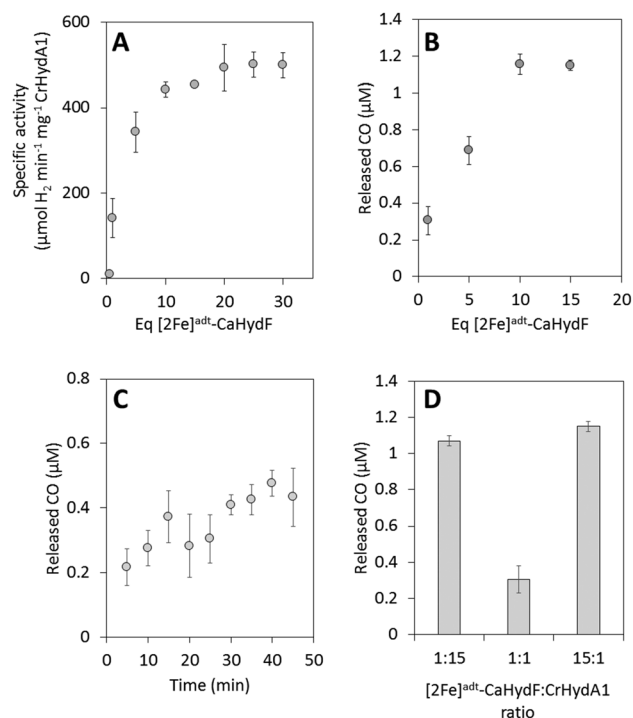 A
Specific activity
(μmol H₂ min⁻¹ mg⁻¹ CrHydA1)
600
400
200
0
0 10 20 30
Eq [2Fe]ᵃᵈᵗ-CaHydF
B
Released CO (μM)
1.4
1.2
1
0.8
0.6
0.4
0.2
0
0 5 10 15 20
Eq [2Fe]ᵃᵈᵗ-CaHydF
C
Released CO (μM)
0.8
0.6
0.4
0.2
0
0 10 20 30 40 50
Time (min)
D
Released CO (μM)
1.4
1.2
1
0.8
0.6
0.4
0.2
0
1:15 1:1 15:1
[2Fe]ᵃᵈᵗ-CaHydF:CrHydA1
ratio